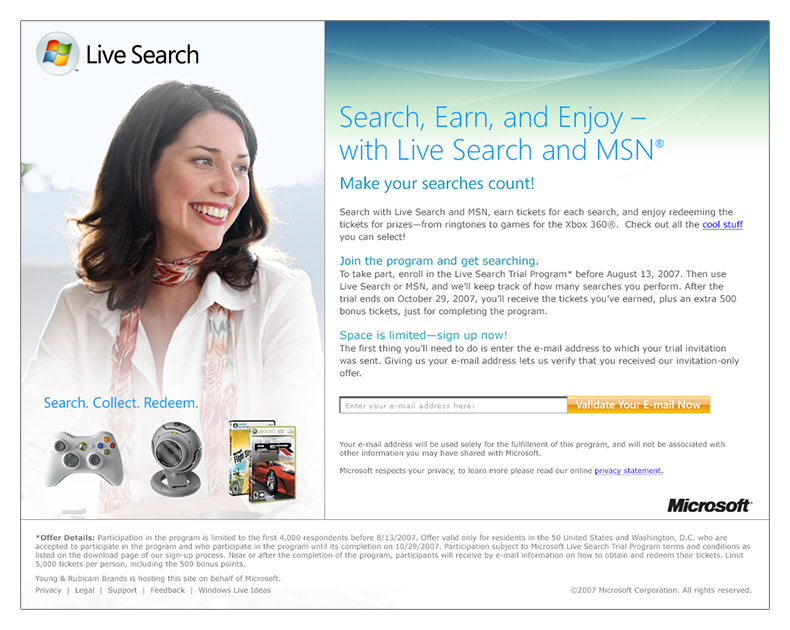 Live Search
Search, Earn, and Enjoy –
with Live Search and MSN®
Make your searches count!
Search with Live Search and MSN, earn tickets for each search, and enjoy redeeming the
tickets for prizes—from ringtones to games for the Xbox 360®. Check out all the cool stuff
you can select!
Join the program and get searching.
To take part, enroll in the Live Search Trial Program* before August 13, 2007. Then use
Live Search or MSN, and we'll keep track of how many searches you perform. After the
trial ends on October 29, 2007, you'll receive the tickets you've earned, plus an extra 500
bonus tickets, just for completing the program.
Space is limited—sign up now!
The first thing you'll need to do is enter the e-mail address to which your trial invitation
was sent. Giving us your e-mail address lets us verify that you received our invitation-only
offer.
Enter your e-mail address here:
Validate Your E-mail Now
Your e-mail address will be used solely for the fulfillment of this program, and will not be associated with
other information you may have shared with Microsoft.
Microsoft respects your privacy, to learn more please read our online privacy statement.
Search. Collect. Redeem.
Microsoft®
*Offer Details: Participation in the program is limited to the first 4,000 respondents before 8/13/2007. Offer valid only for residents in the 50 United States and Washington, D.C. who are
accepted to participate in the program and who participate in the program until its completion on 10/29/2007. Participation subject to Microsoft Live Search Trial Program terms and conditions as
listed on the download page of our sign-up process. Near or after the completion of the program, participants will receive by e-mail information on how to obtain and redeem their tickets. Limit
5,000 tickets per person, including the 500 bonus points.
Young & Rubicam Brands is hosting this site on behalf of Microsoft.
Privacy | Legal | Support | Feedback | Windows Live Ideas
©2007 Microsoft Corporation. All rights reserved.